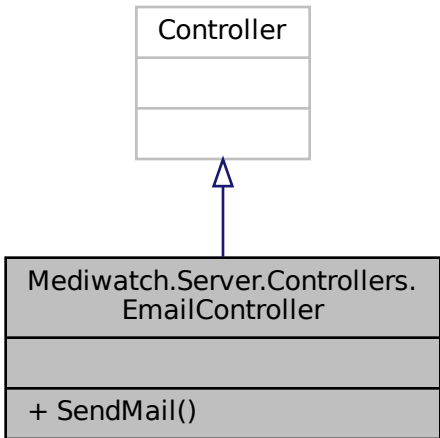 Controller
Mediwatch.Server.Controllers.
EmailController
+ SendMail()